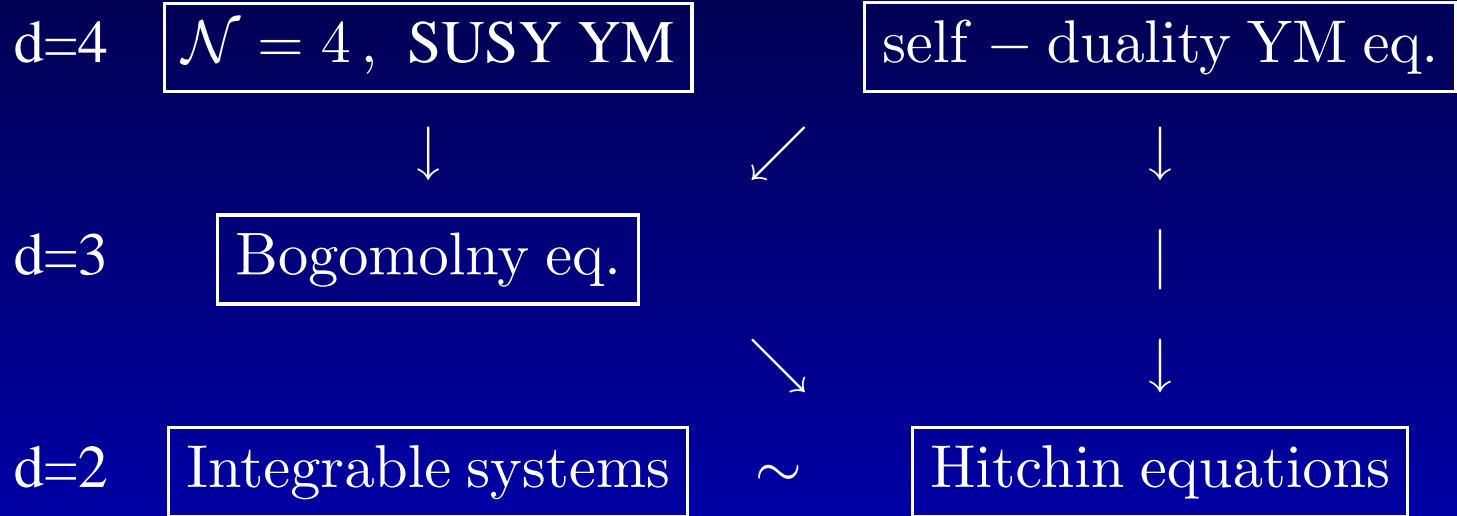 d=4 𝒩 = 4 , SUSY YM self − duality YM eq.
↓ ↙ ↓
d=3 Bogomolny eq. |
↘ ↓
d=2 Integrable systems ∼ Hitchin equations